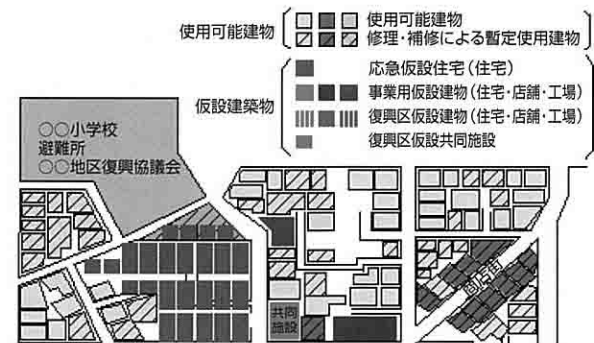 使用可能建物
使用可能建物
修理・補修による暫定使用建物
仮設建築物
応急仮設住宅(住宅)
事業用仮設建物(住宅・店舗・工場)
復興区仮設建物(住宅・店舗・工場)
復興区仮設共同施設
○○小学校
避難所
○○地区復興協議会
共同
施設